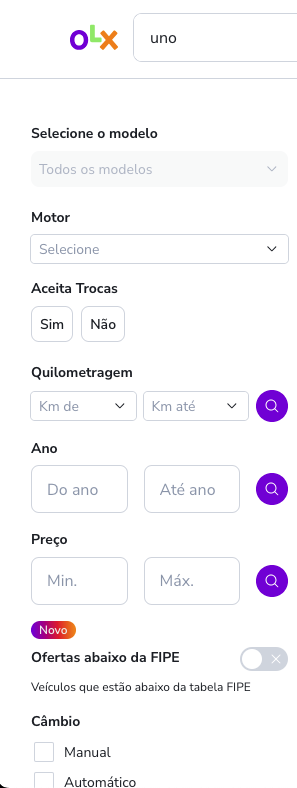 OLX
uno
Selecione o modelo
Todos os modelos
Motor
Selecione
Aceita Trocas
Sim Não
Quilometragem
Km de Km até
Ano
Do ano Até ano
Preço
Min. Máx.
Novo
Ofertas abaixo da FIPE
Veículos que estão abaixo da tabela FIPE
Câmbio
Manual
Automático